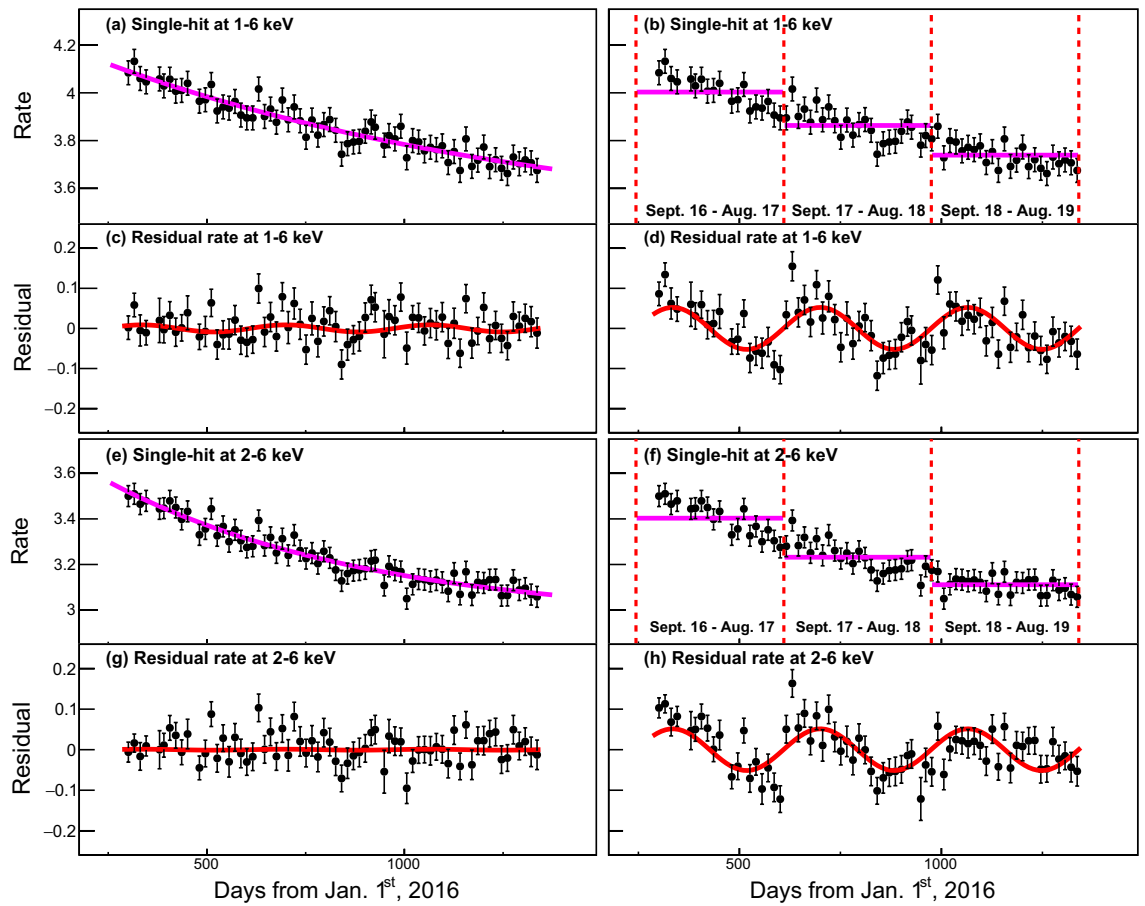 (a) Single-hit at 1-6 keV
(b) Single-hit at 1-6 keV
4.2
4
3.8
3.6
Rate
Sept. 16 - Aug. 17
Sept. 17 - Aug. 18
Sept. 18 - Aug. 19
(c) Residual rate at 1-6 keV
(d) Residual rate at 1-6 keV
0.2
0.1
0
−0.1
−0.2
Residual
(e) Single-hit at 2-6 keV
(f) Single-hit at 2-6 keV
3.6
3.4
3.2
3
Rate
Sept. 16 - Aug. 17
Sept. 17 - Aug. 18
Sept. 18 - Aug. 19
(g) Residual rate at 2-6 keV
(h) Residual rate at 2-6 keV
0.2
0.1
0
−0.1
−0.2
Residual
500
1000
500
1000
Days from Jan. 1st, 2016
Days from Jan. 1st, 2016